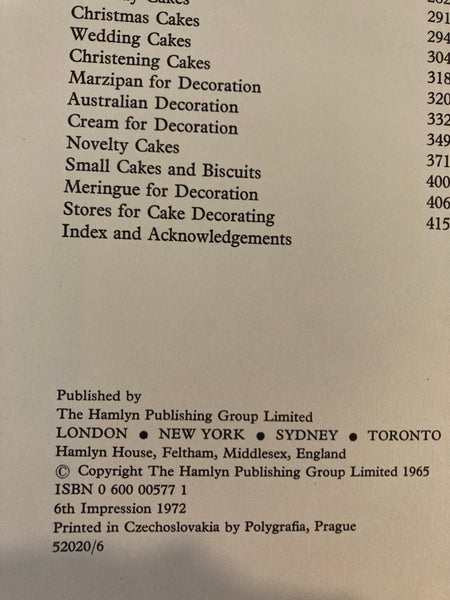 Cakes
Christmas Cakes 291
Wedding Cakes 294
Christening Cakes 304
Marzipan for Decoration 318
Australian Decoration 320
Cream for Decoration 332
Novelty Cakes 349
Small Cakes and Biscuits 371
Meringue for Decoration 400
Stores for Cake Decorating 406
Index and Acknowledgements 415
Published by
The Hamlyn Publishing Group Limited
LONDON ● NEW YORK ● SYDNEY ● TORONTO
Hamlyn House, Feltham, Middlesex, England
© Copyright The Hamlyn Publishing Group Limited 1965
ISBN 0 600 00577 1
6th Impression 1972
Printed in Czechoslovakia by Polygrafia, Prague
52020/6